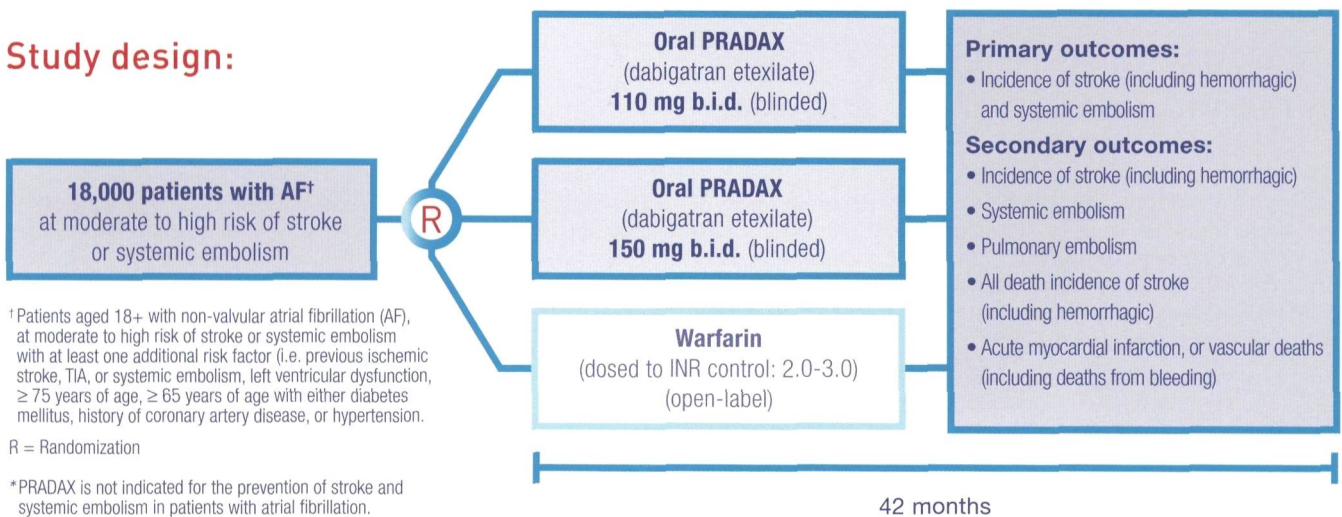 Study design:
18,000 patients with AF†
at moderate to high risk of stroke
or systemic embolism
†Patients aged 18+ with non-valvular atrial fibrillation (AF),
at moderate to high risk of stroke or systemic embolism
with at least one additional risk factor (i.e. previous ischemic
stroke, TIA, or systemic embolism, left ventricular dysfunction,
≥ 75 years of age, ≥ 65 years of age with either diabetes
mellitus, history of coronary artery disease, or hypertension.
R = Randomization
*PRADAX is not indicated for the prevention of stroke and
systemic embolism in patients with atrial fibrillation.
R
Oral PRADAX
(dabigatran etexilate)
110 mg b.i.d. (blinded)
Oral PRADAX
(dabigatran etexilate)
150 mg b.i.d. (blinded)
Warfarin
(dosed to INR control: 2.0-3.0)
(open-label)
Primary outcomes:
• Incidence of stroke (including hemorrhagic)
and systemic embolism
Secondary outcomes:
• Incidence of stroke (including hemorrhagic)
• Systemic embolism
• Pulmonary embolism
• All death incidence of stroke
(including hemorrhagic)
• Acute myocardial infarction, or vascular deaths
(including deaths from bleeding)
42 months